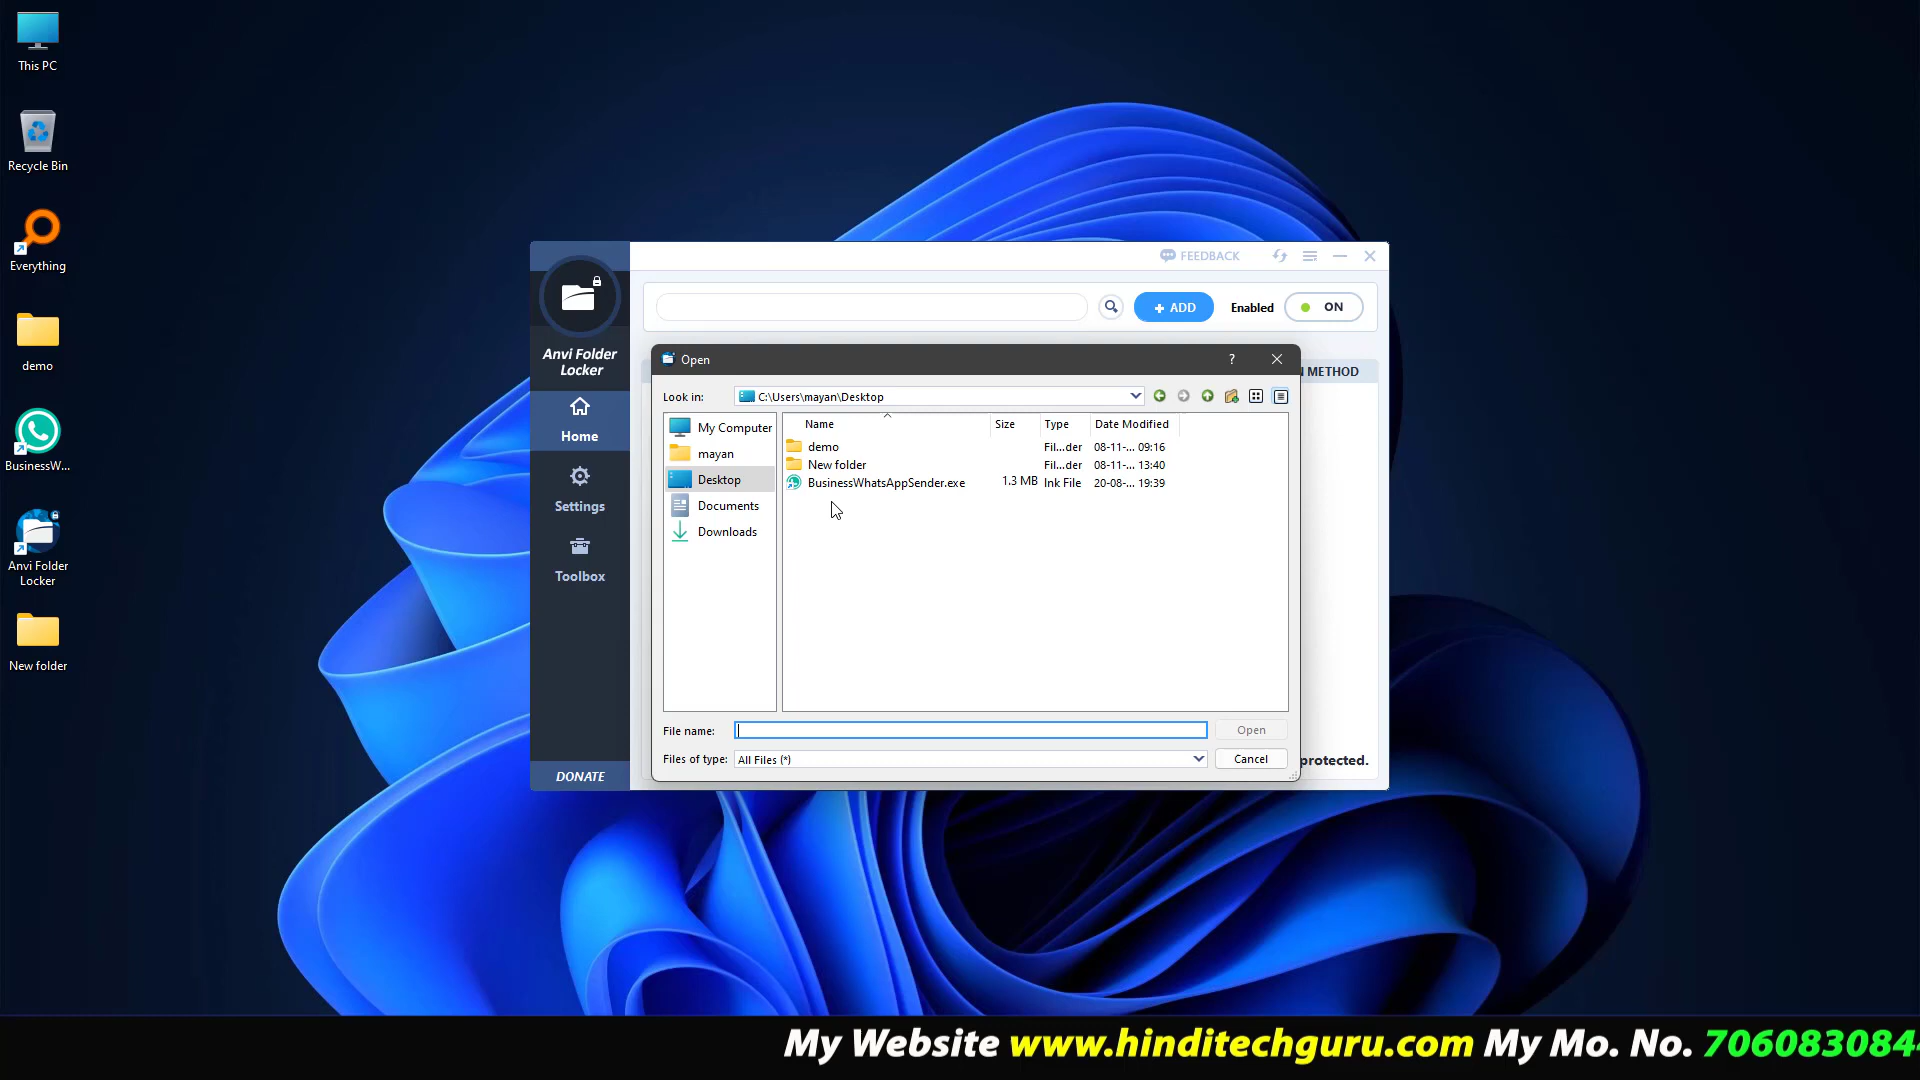 This PC
Recycle Bin
Everything
demo
BusinessW...
Anvi Folder
Locker
New folder
Anvi Folder
Locker
Home
Settings
Toolbox
DONATE
FEEDBACK
+ ADD
Enabled
ON
METHOD
Open
?
Look in:
C:\Users\mayan\Desktop
My Computer
mayan
Desktop
Documents
Downloads
Name Size Type Date Modified
demo Fil...der 08-11-... 09:16
New folder Fil...der 08-11-... 13:40
BusinessWhatsAppSender.exe 1.3 MB lnk File 20-08-... 19:39
File name:
Open
Files of type:
All Files (*)
Cancel
protected.
My Website www.hinditechguru.com My Mo. No. 706083084